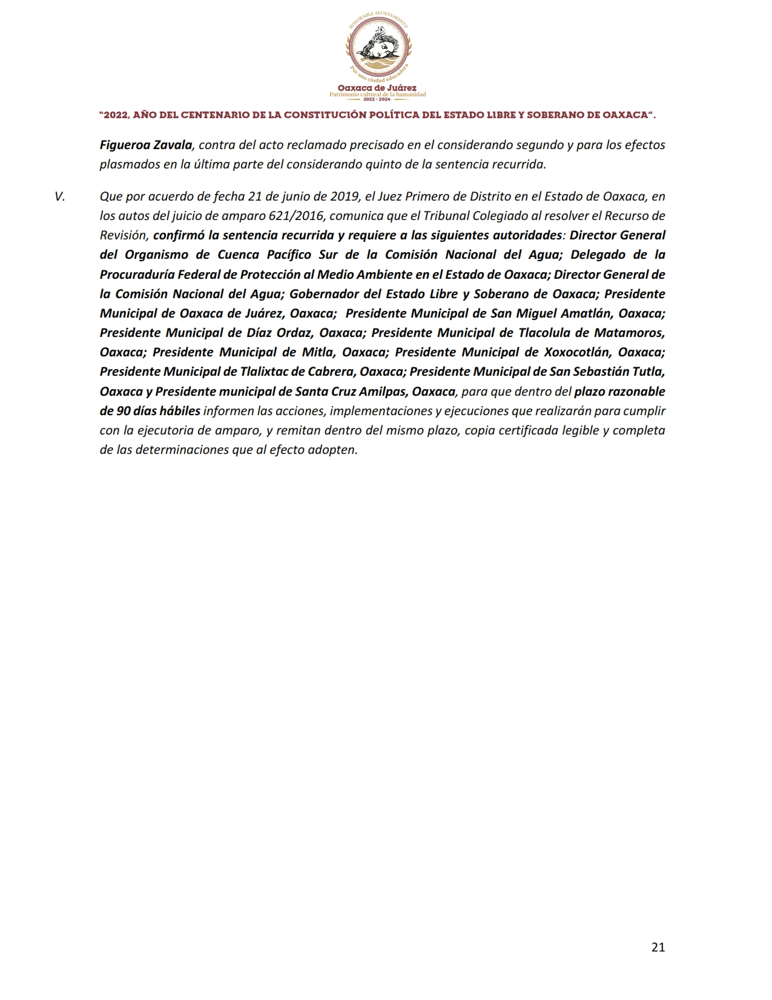 HONORABLE AYUNTAMIENTO
Por una ciudad educadora
Oaxaca de Juárez
Patrimonio cultural de la humanidad
2022 - 2024
“2022, AÑO DEL CENTENARIO DE LA CONSTITUCIÓN POLÍTICA DEL ESTADO LIBRE Y SOBERANO DE OAXACA”.
Figueroa Zavala, contra del acto reclamado precisado en el considerando segundo y para los efectos
plasmados en la última parte del considerando quinto de la sentencia recurrida.
V. Que por acuerdo de fecha 21 de junio de 2019, el Juez Primero de Distrito en el Estado de Oaxaca, en
los autos del juicio de amparo 621/2016, comunica que el Tribunal Colegiado al resolver el Recurso de
Revisión, confirmó la sentencia recurrida y requiere a las siguientes autoridades: Director General
del Organismo de Cuenca Pacífico Sur de la Comisión Nacional del Agua; Delegado de la
Procuraduría Federal de Protección al Medio Ambiente en el Estado de Oaxaca; Director General de
la Comisión Nacional del Agua; Gobernador del Estado Libre y Soberano de Oaxaca; Presidente
Municipal de Oaxaca de Juárez, Oaxaca; Presidente Municipal de San Miguel Amatlán, Oaxaca;
Presidente Municipal de Díaz Ordaz, Oaxaca; Presidente Municipal de Tlacolula de Matamoros,
Oaxaca; Presidente Municipal de Mitla, Oaxaca; Presidente Municipal de Xoxocotlán, Oaxaca;
Presidente Municipal de Tlalixtac de Cabrera, Oaxaca; Presidente Municipal de San Sebastián Tutla,
Oaxaca y Presidente municipal de Santa Cruz Amilpas, Oaxaca, para que dentro del plazo razonable
de 90 días hábiles informen las acciones, implementaciones y ejecuciones que realizarán para cumplir
con la ejecutoria de amparo, y remitan dentro del mismo plazo, copia certificada legible y completa
de las determinaciones que al efecto adopten.
21